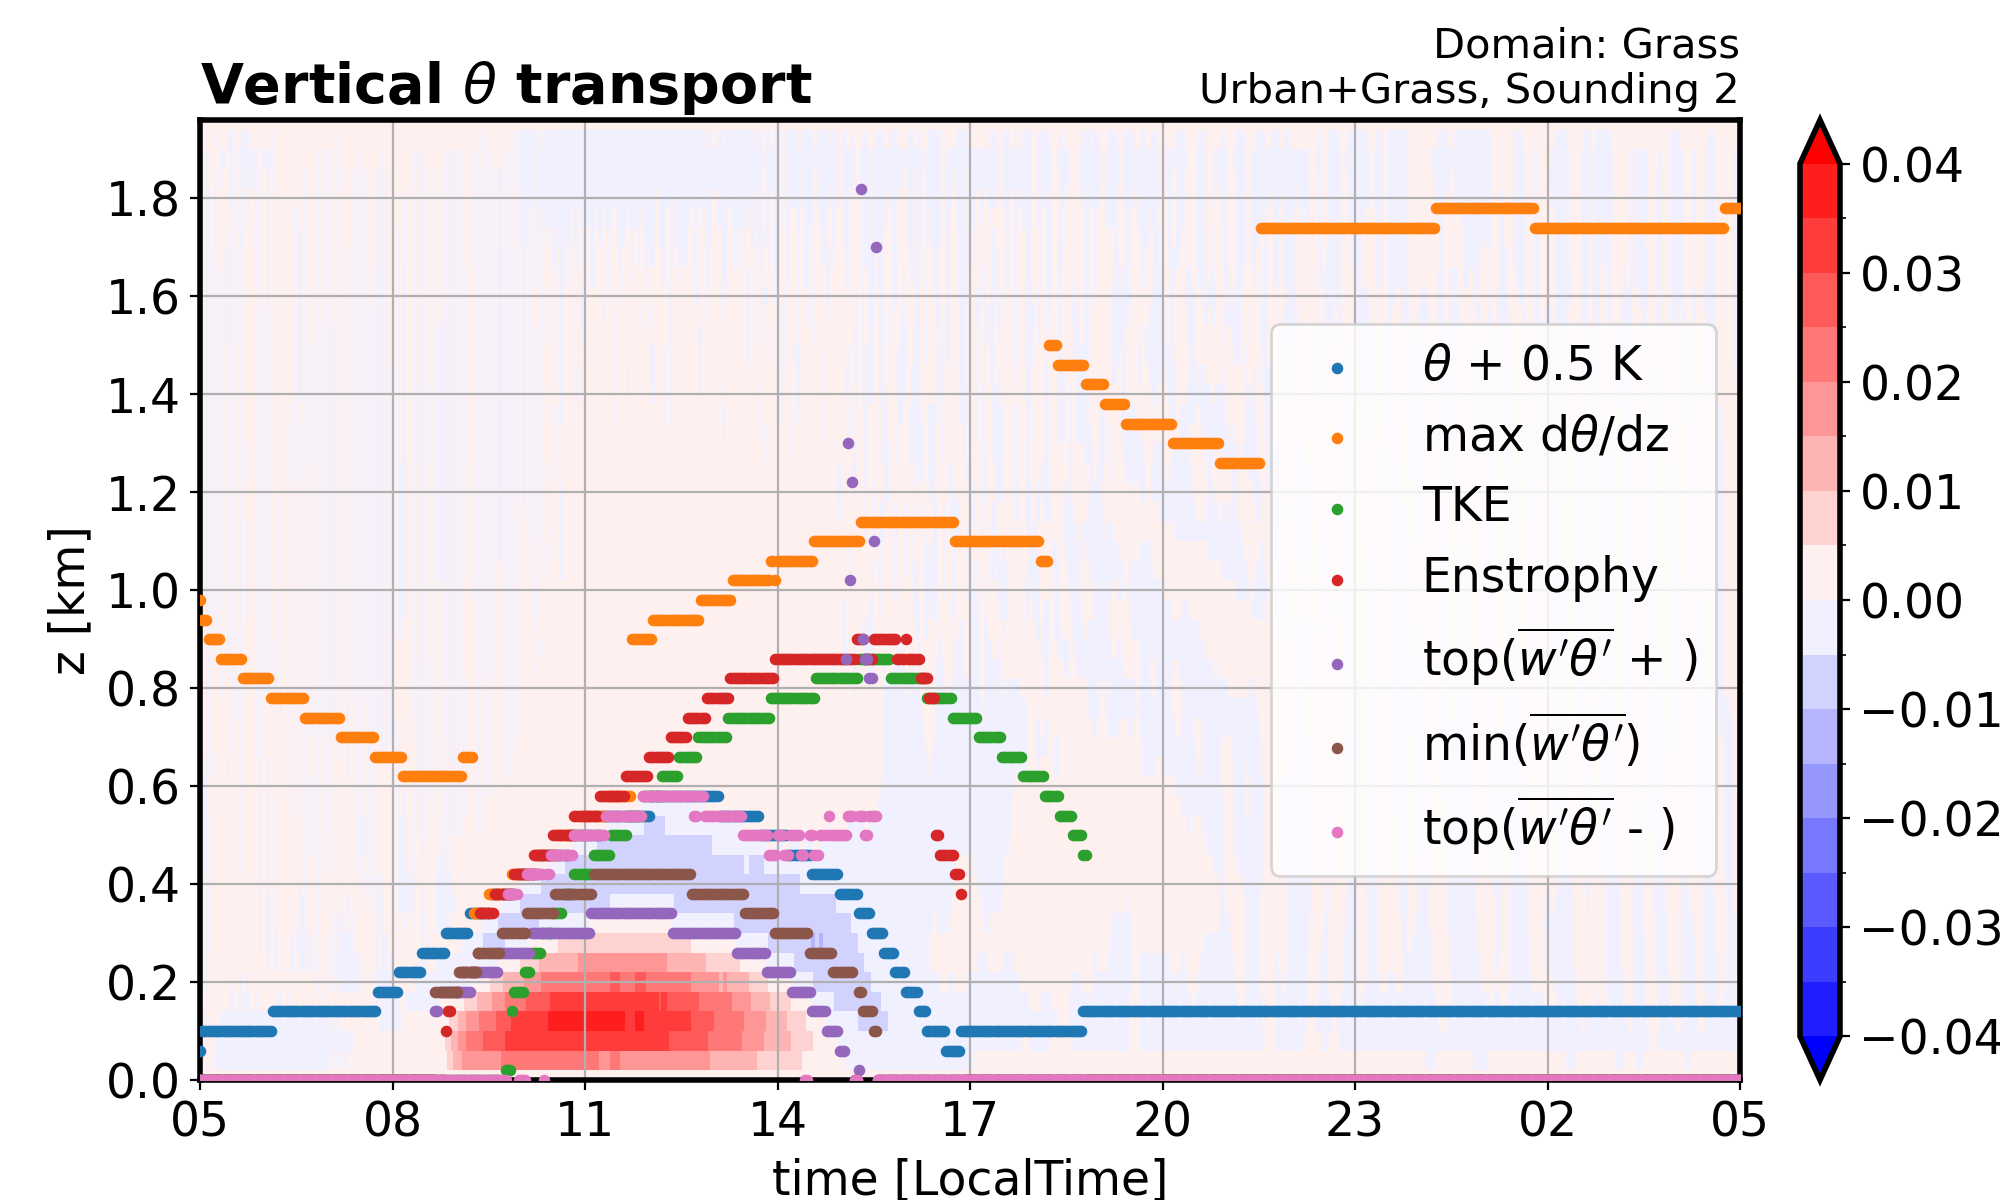 Domain: Grass
Vertical θ transport
Urban+Grass, Sounding 2
0.04
0.03
0.02
0.01
0.00
−0.01
−0.02
−0.03
−0.04
1.8
1.6
1.4
1.2
1.0
0.8
0.6
0.4
0.2
0.0
z [km]
θ + 0.5 K
max dθ/dz
TKE
Enstrophy
top(w′θ′ + )
min(w′θ′)
top(w′θ′ - )
05 08 11 14 17 20 23 02 05
time [LocalTime]